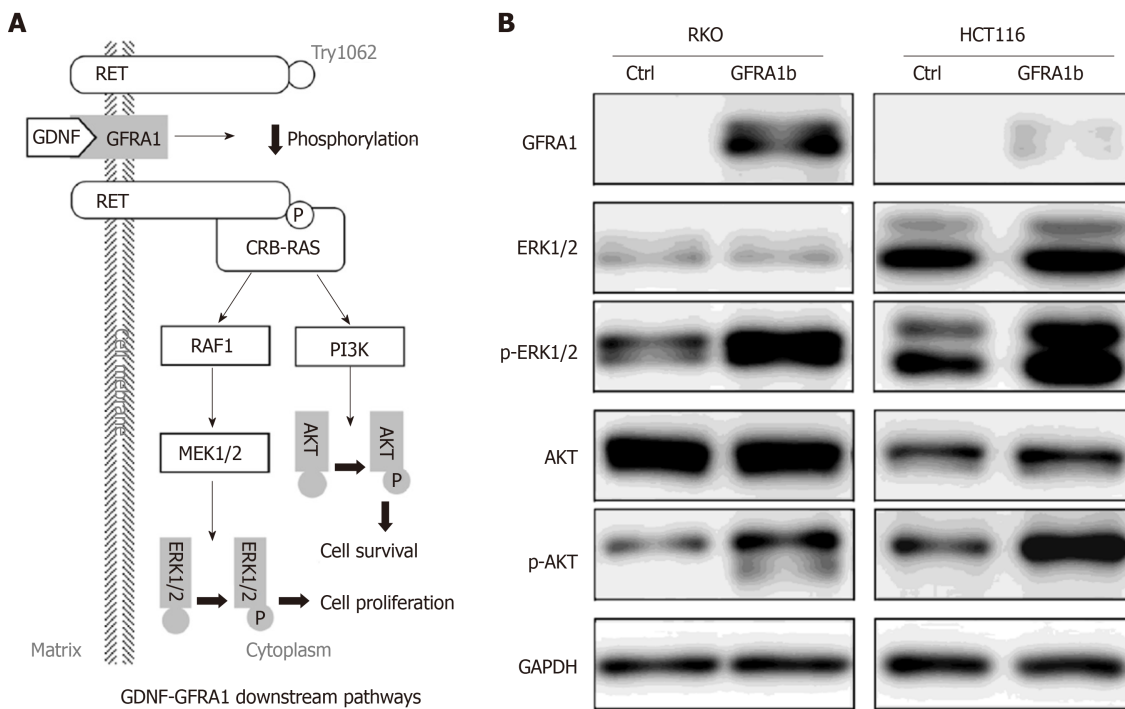 A
Try1062
RET
GDNF
GFRA1
Phosphorylation
RET
P
CRB-RAS
RAF1
PI3K
Cell membrane
MEK1/2
AKT
AKT
P
Cell survival
ERK1/2
ERK1/2
P
Cell proliferation
Matrix
Cytoplasm
GDNF-GFRA1 downstream pathways
B
RKO
HCT116
Ctrl
GFRA1b
Ctrl
GFRA1b
GFRA1
ERK1/2
p-ERK1/2
AKT
p-AKT
GAPDH